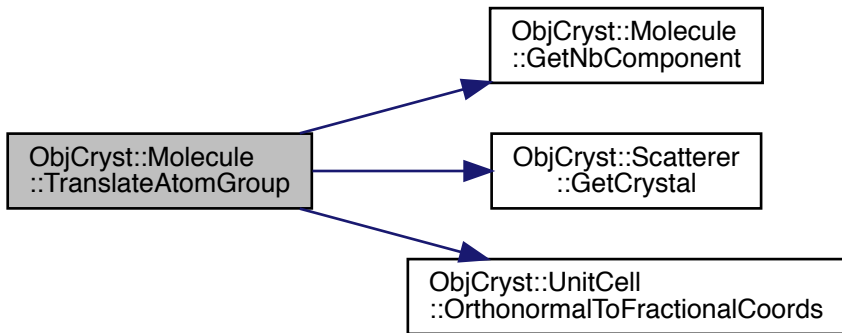 ObjCryst::Molecule
::GetNbComponent
ObjCryst::Molecule
::TranslateAtomGroup
ObjCryst::Scatterer
::GetCrystal
ObjCryst::UnitCell
::OrthonormalToFractionalCoords